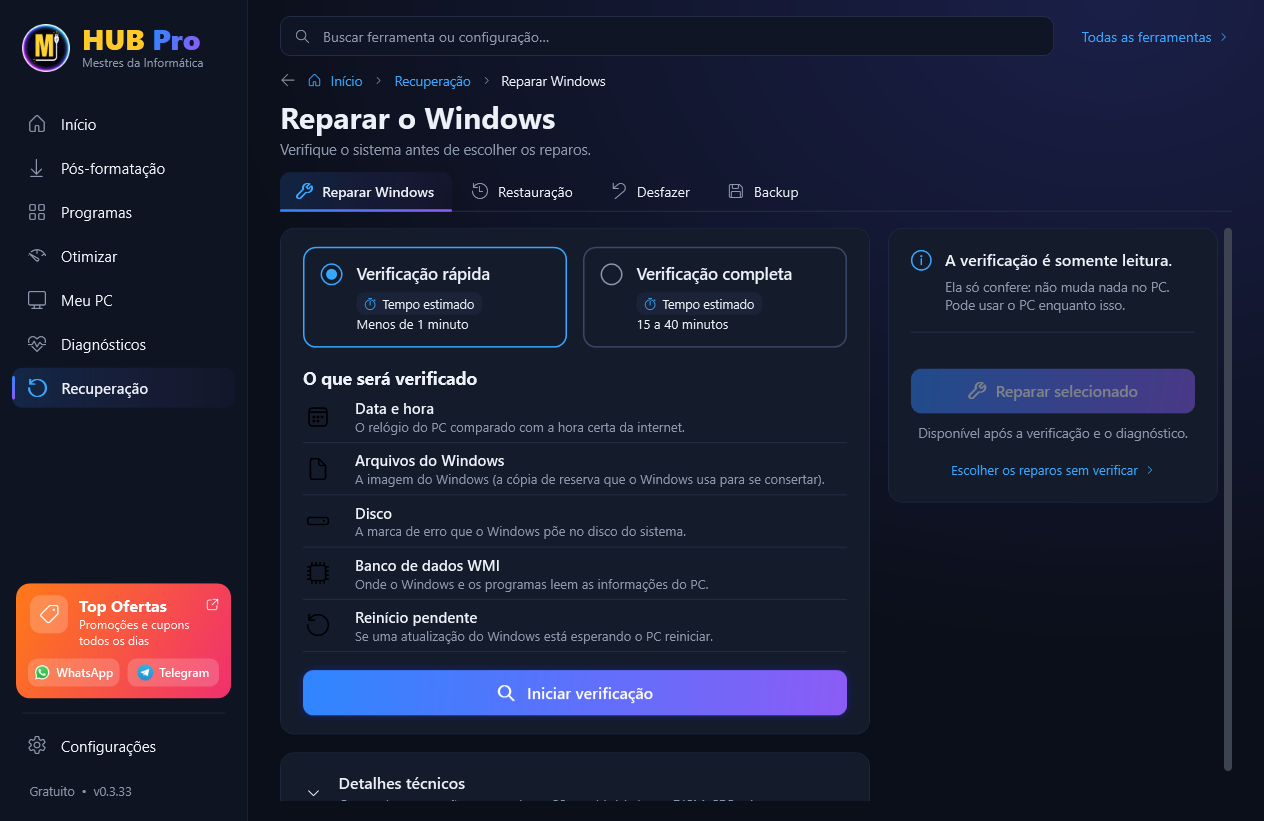 HUB Pro
Mestres da Informática
Início
Pós-formatação
Programas
Otimizar
Meu PC
Diagnósticos
Recuperação
Top Ofertas
Promoções e cupons
todos os dias
WhatsApp
Telegram
Configurações
Gratuito • v0.3.33
Buscar ferramenta ou configuração...
Todas as ferramentas
Início
Recuperação
Reparar Windows
Reparar o Windows
Verifique o sistema antes de escolher os reparos.
Reparar Windows
Restauração
Desfazer
Backup
Verificação rápida
Tempo estimado
Menos de 1 minuto
Verificação completa
Tempo estimado
15 a 40 minutos
O que será verificado
Data e hora
O relógio do PC comparado com a hora certa da internet.
Arquivos do Windows
A imagem do Windows (a cópia de reserva que o Windows usa para se consertar).
Disco
A marca de erro que o Windows põe no disco do sistema.
Banco de dados WMI
Onde o Windows e os programas leem as informações do PC.
Reinício pendente
Se uma atualização do Windows está esperando o PC reiniciar.
Iniciar verificação
Detalhes técnicos
A verificação é somente leitura.
Ela só confere: não muda nada no PC.
Pode usar o PC enquanto isso.
Reparar selecionado
Disponível após a verificação e o diagnóstico.
Escolher os reparos sem verificar